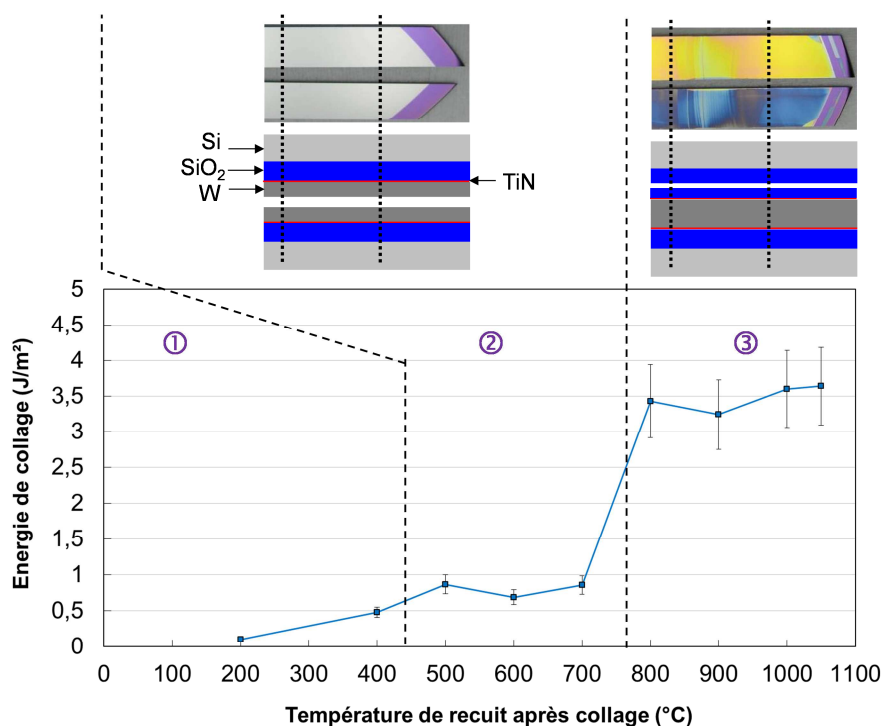 Si
SiO2
W
TiN
5
4,5
4
3,5
3
2,5
2
1,5
1
0,5
0
Energie de collage (J/m²)
①
②
③
0 100 200 300 400 500 600 700 800 900 1000 1100
Température de recuit après collage (°C)